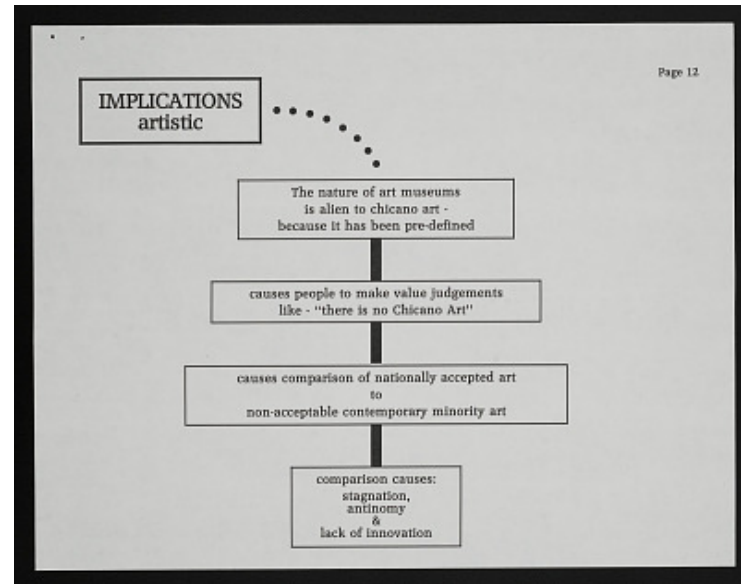 Page 12
IMPLICATIONS
artistic
The nature of art museums
is alien to chicano art -
because it has been pre-defined
causes people to make value judgements
like - "there is no Chicano Art"
causes comparison of nationally accepted art
to
non-acceptable contemporary minority art
comparison causes:
stagnation,
antinomy
&
lack of innovation